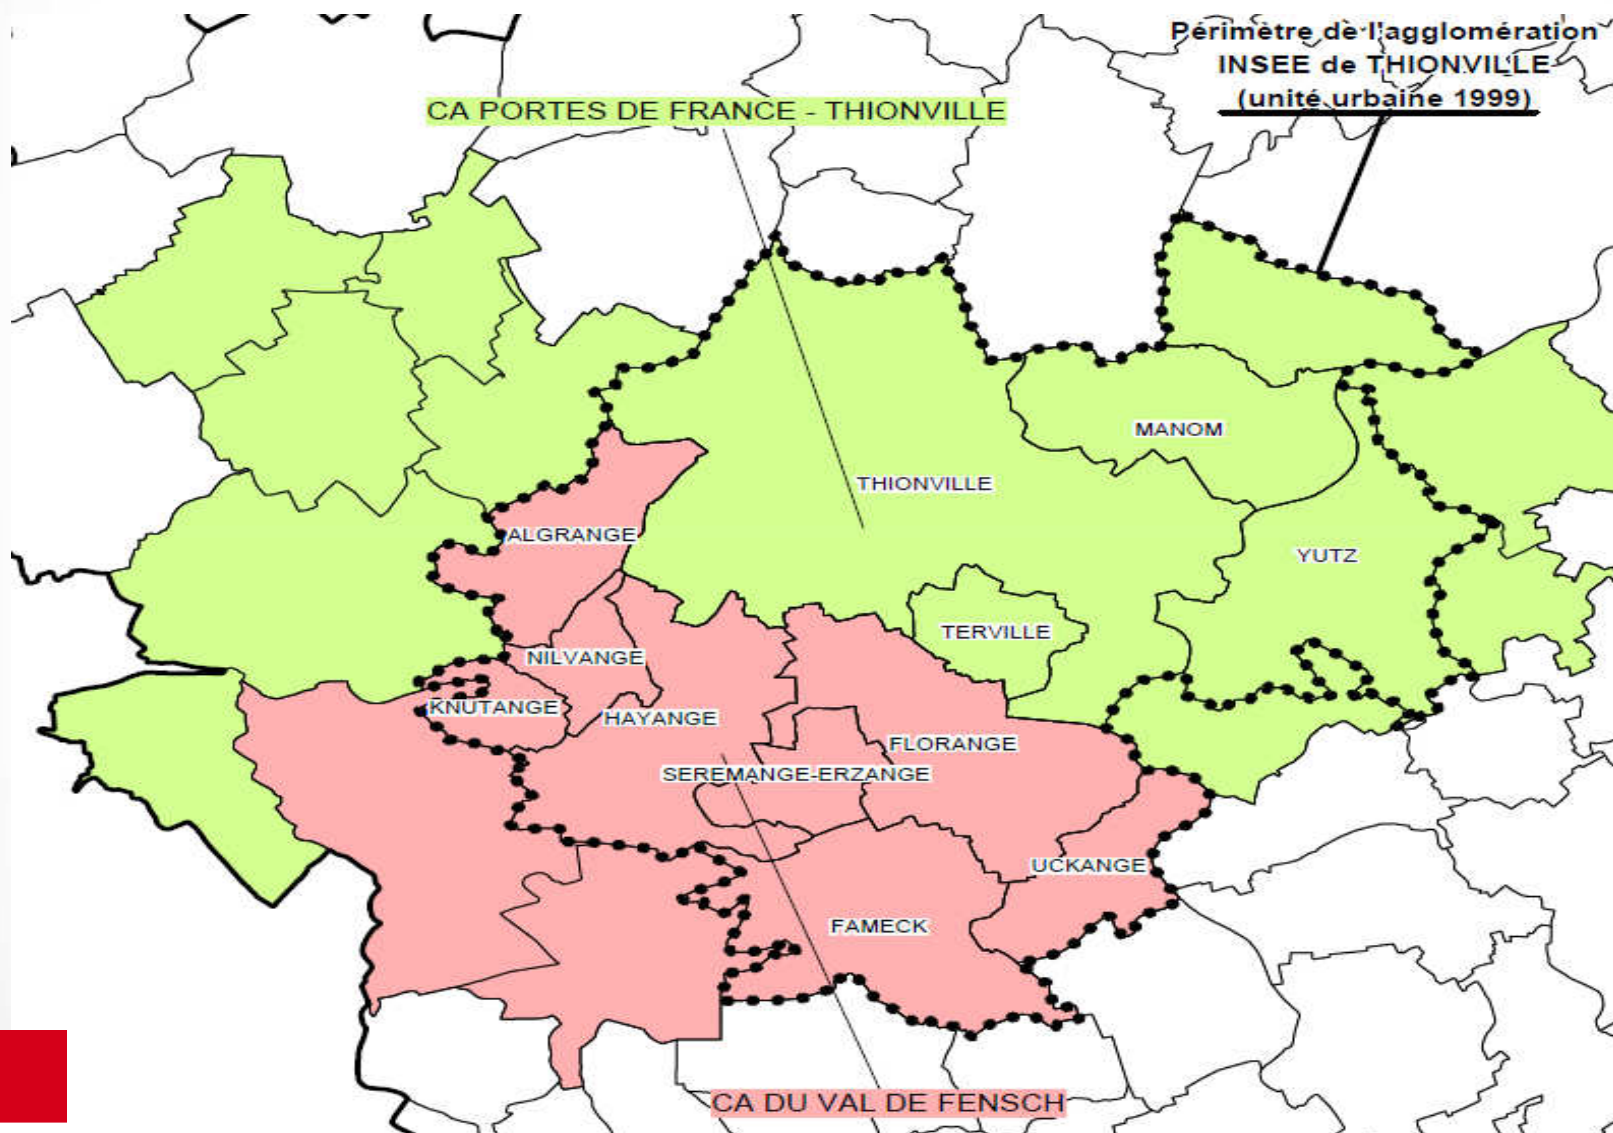 Périmètre de l'agglomération
INSEE de THIONVILLE
(unité urbaine 1999)
CA PORTES DE FRANCE - THIONVILLE
MANOM
THIONVILLE
ALGRANGE
YUTZ
TERVILLE
NILVANGE
KNUTANGE
HAYANGE
FLORANGE
SEREMANGE-ERZANGE
UCKANGE
FAMECK
CA DU VAL DE FENSCH